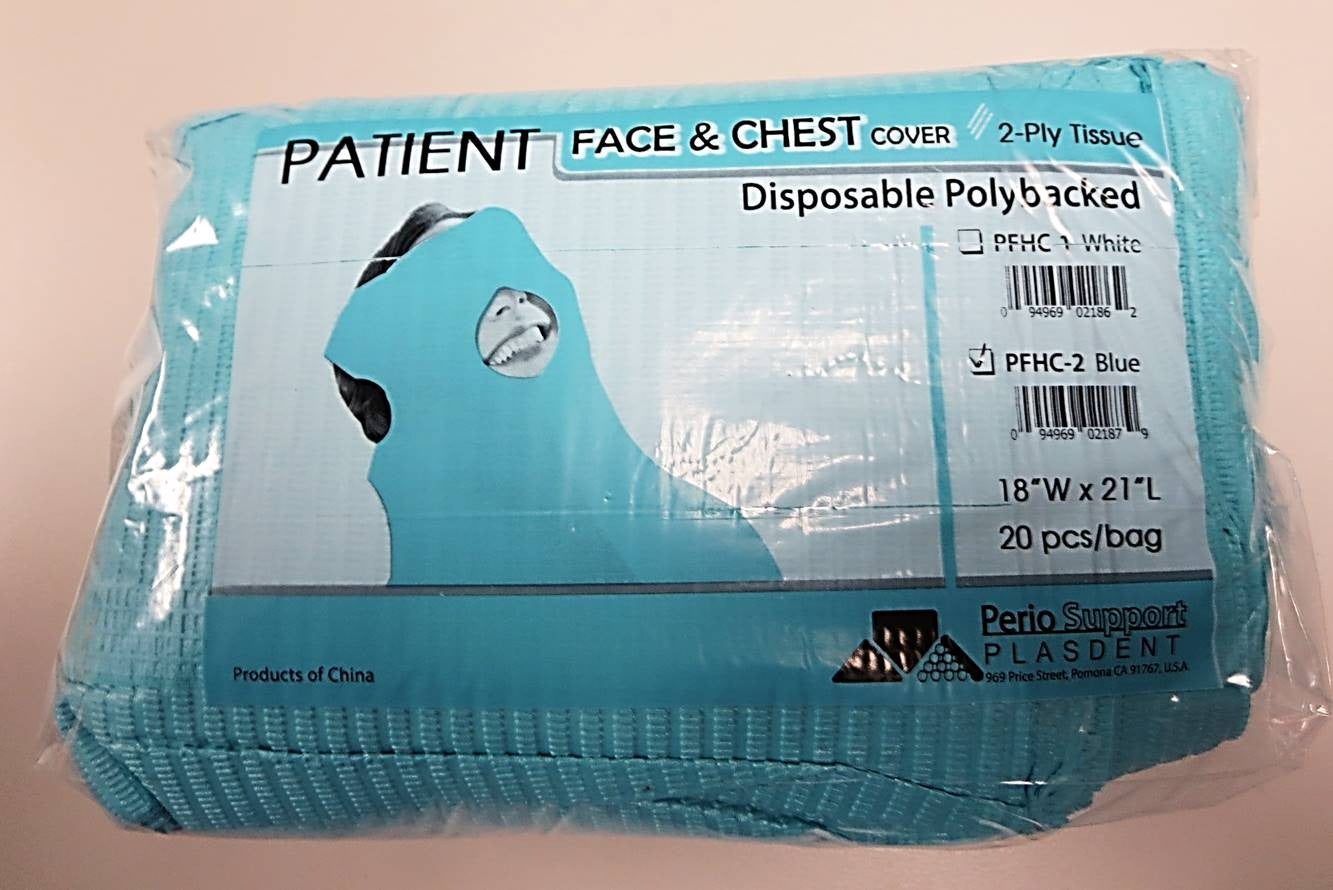 PATIENT FACE & CHEST COVER 2-Ply Tissue
Disposable Polybacked
PFHC-1 White
0 94969 02186 2
PFHC-2 Blue
0 94969 02187 9
18"W x 21"L
20 pcs/bag
Perio Support
PLASDENT
969 Price Street, Pomona CA 91767, U.S.A.
Products of China